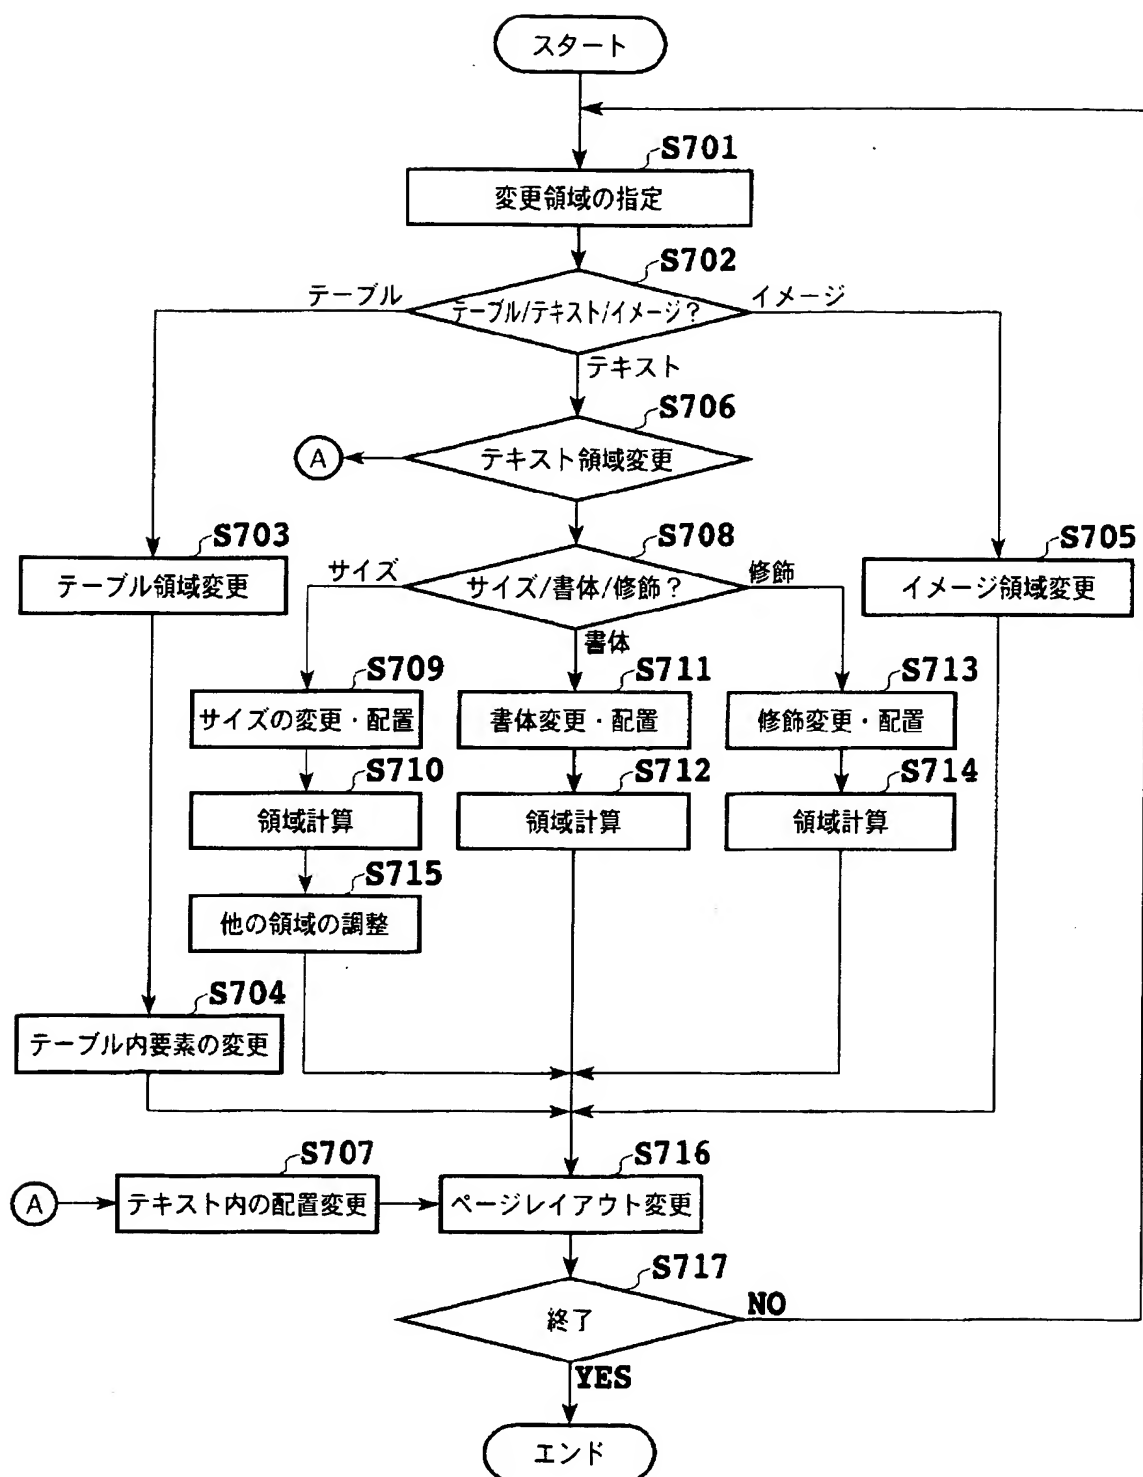 スタート
S701
変更領域の指定
S702
テーブル
テーブル/テキスト/イメージ?
イメージ
テキスト
S706
A
テキスト領域変更
S703
テーブル領域変更
S708
サイズ
サイズ/書体/修飾?
修飾
書体
S705
イメージ領域変更
S709
サイズの変更・配置
S711
書体変更・配置
S713
修飾変更・配置
S710
領域計算
S712
領域計算
S714
領域計算
S715
他の領域の調整
S704
テーブル内要素の変更
A
S707
テキスト内の配置変更
S716
ページレイアウト変更
S717
終了
NO
YES
エンド